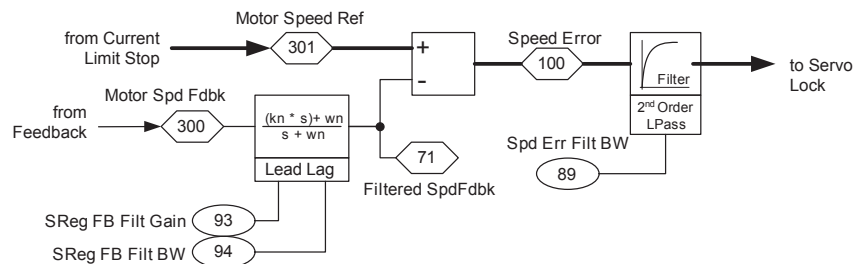 Motor Speed Ref
from Current
Limit Stop
301
+
-
Speed Error
100
Filter
2nd Order
LPass
to Servo
Lock
Motor Spd Fdbk
from
Feedback
300
(kn * s)+ wn
s + wn
Lead Lag
71
Filtered SpdFdbk
Spd Err Filt BW
89
SReg FB Filt Gain
93
SReg FB Filt BW
94